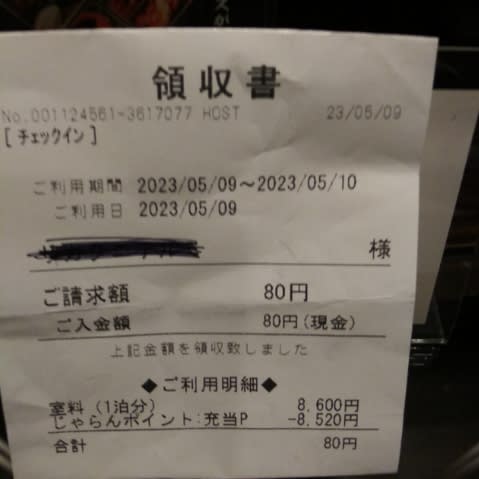 領収書
No.001124561-3617077 HOST 23/05/09
[チェックイン]
ご利用期間 2023/05/09～2023/05/10
ご利用日 2023/05/09
様
ご請求額 80円
ご入金額 80円(現金)
上記金額を領収致しました
◆ご利用明細◆
室料(1泊分) 8,600円
じゃらんポイント:充当P -8,520円
合計 80円